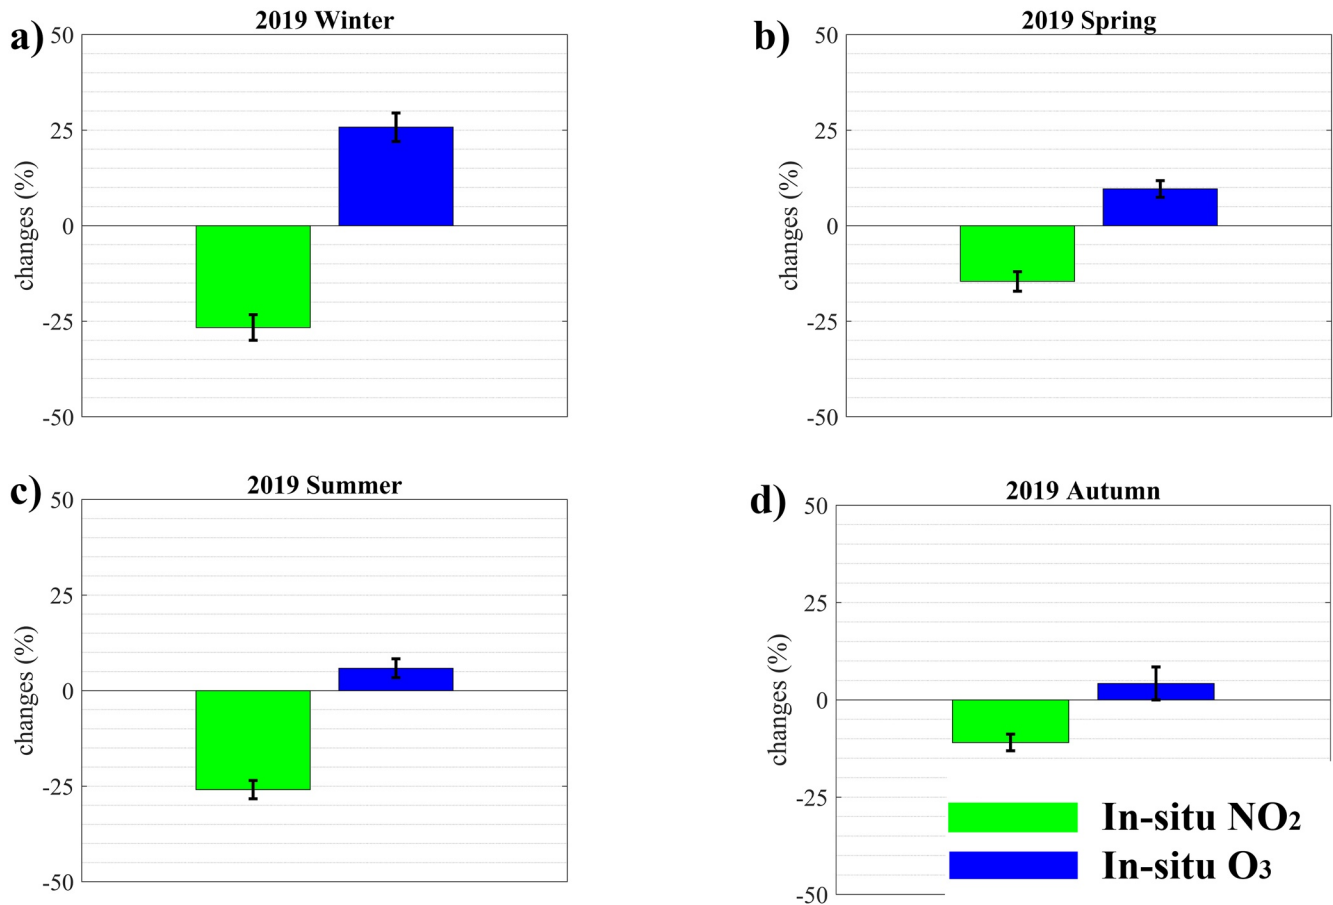 a)
2019 Winter
50
25
0
-25
-50
changes (%)
b)
2019 Spring
50
25
0
-25
-50
changes (%)
c)
2019 Summer
50
25
0
-25
-50
changes (%)
d)
2019 Autumn
50
25
0
-25
-50
changes (%)
In-situ NO₂
In-situ O₃